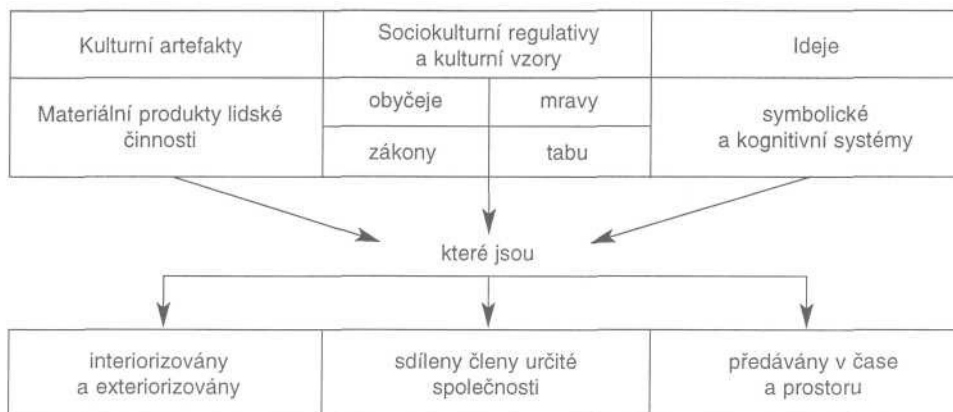 Kulturní artefakty
Sociokulturní regulativy
a kulturní vzory
Ideje
Materiální produkty lidské
činnosti
obyčeje
mravy
zákony
tabu
symbolické
a kognitivní systémy
které jsou
interiorizovány
a exteriorizovány
sdíleny členy určité
společnosti
předávány v čase
a prostoru